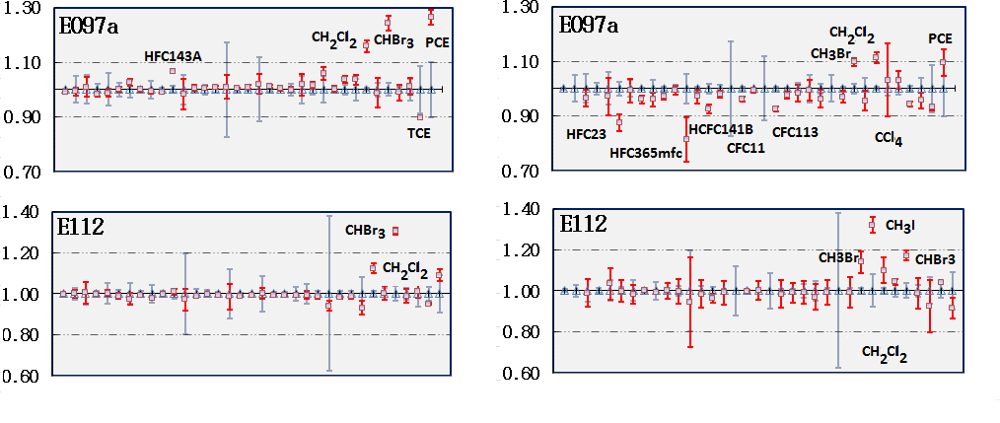 1.30
E097a
CH2Cl2
CHBr3
PCE
HFC143A
1.10
0.90
TCE
0.70
1.30
E097a
CH2Cl2
CH3Br
PCE
1.10
0.90
HFC23
HCFC141B
CFC113
HFC365mfc
CFC11
CCl4
0.70
1.40
E112
CHBr3
1.20
CH2Cl2
1.00
0.80
0.60
1.40
E112
CH3I
1.20
CH3Br
CHBr3
1.00
0.80
CH2Cl2
0.60